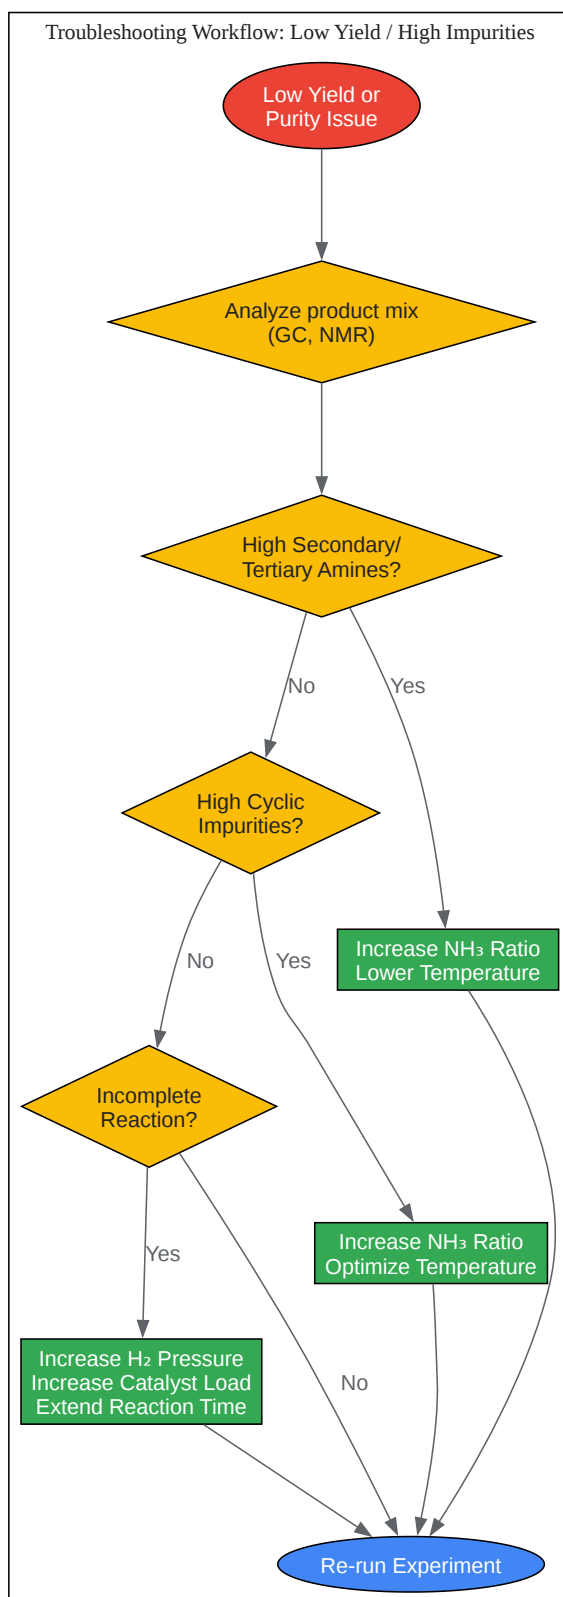 Troubleshooting Workflow: Low Yield / High Impurities
Low Yield or
Purity Issue
Analyze product mix
(GC, NMR)
High Secondary/
Tertiary Amines?
No
Yes
High Cyclic
Impurities?
Increase NH₃ Ratio
Lower Temperature
No
Yes
Incomplete
Reaction?
Increase NH₃ Ratio
Optimize Temperature
Yes
Increase H₂ Pressure
Increase Catalyst Load
Extend Reaction Time
No
Re-run Experiment